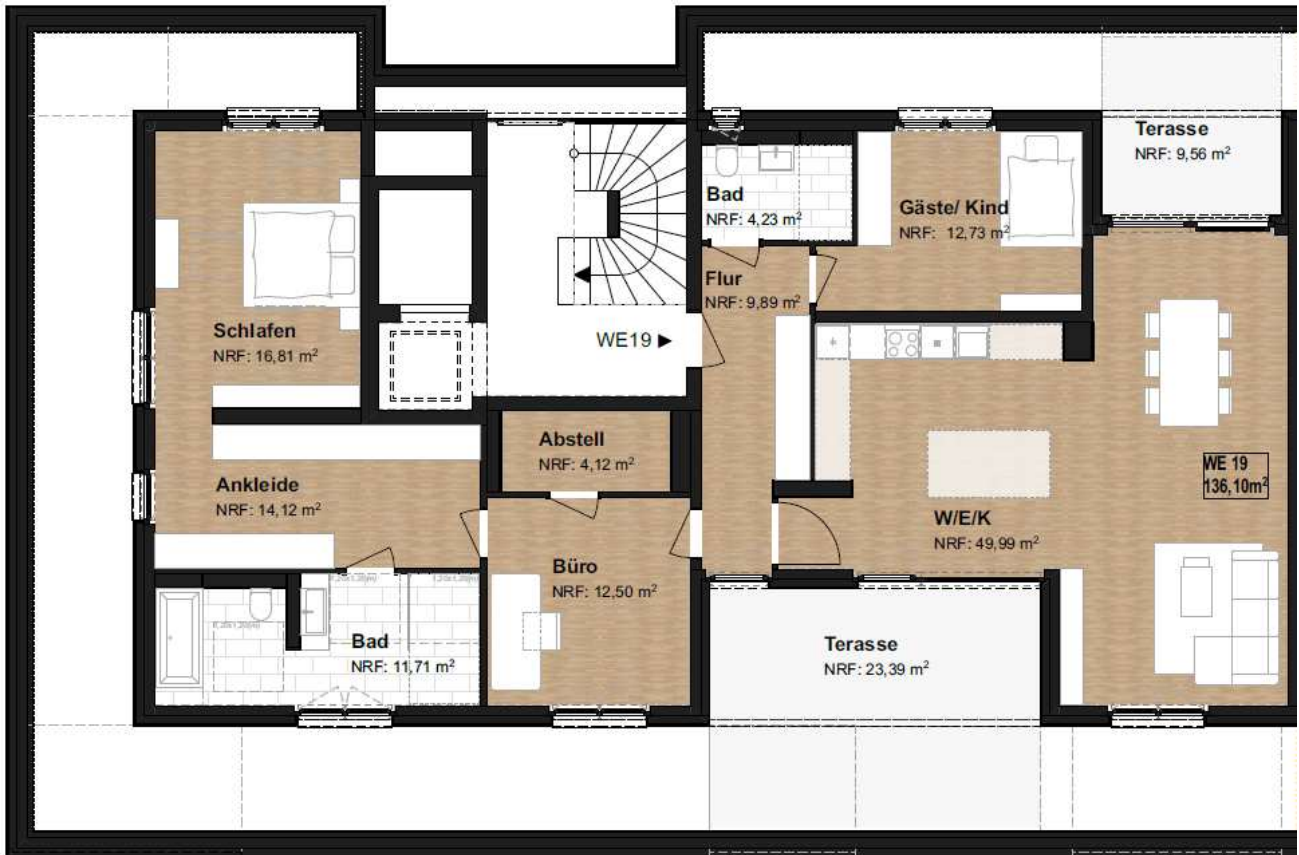 Terasse
NRF: 9,56 m²
Bad
NRF: 4,23 m²
Gäste/ Kind
NRF: 12,73 m²
Flur
NRF: 9,89 m²
Schlafen
NRF: 16,81 m²
WE19 ►
Abstell
NRF: 4,12 m²
Ankleide
NRF: 14,12 m²
WE 19
136,10m²
W/E/K
NRF: 49,99 m²
Büro
NRF: 12,50 m²
Bad
NRF: 11,71 m²
Terasse
NRF: 23,39 m²